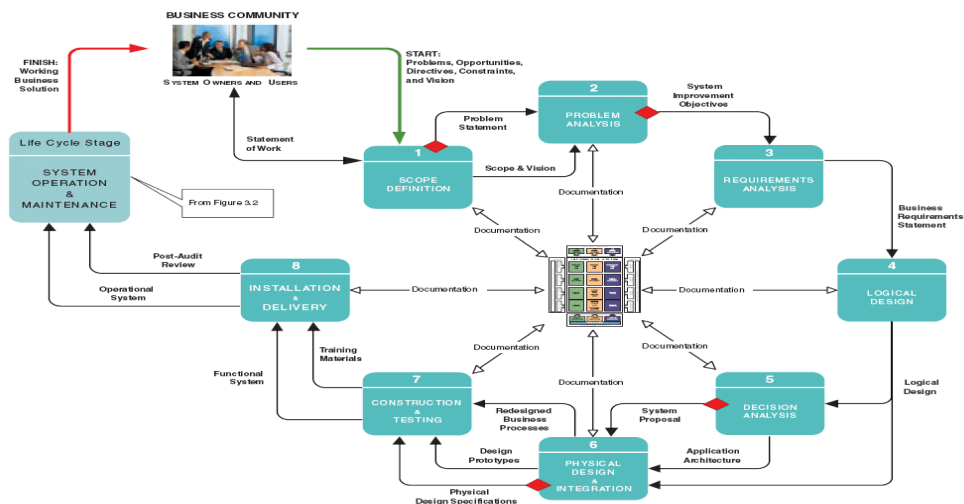 BUSINESS COMMUNITY
SYSTEM OWNERS AND USERS
FINISH:
Working
Business
Solution
START:
Problems, Opportunities,
Directives, Constraints,
and Vision
Statement
of Work
Problem
Statement
Scope & Vision
1
SCOPE
DEFINITION
2
PROBLEM
ANALYSIS
System
Improvement
Objectives
3
REQUIREMENTS
ANALYSIS
Business
Requirements
Statement
4
LOGICAL
DESIGN
Logical
Design
5
DECISION
ANALYSIS
System
Proposal
Application
Architecture
6
PHYSICAL
DESIGN
&
INTEGRATION
Redesigned
Business
Processes
Design
Prototypes
Physical
Design Specifications
7
CONSTRUCTION
&
TESTING
Training
Materials
Functional
System
8
INSTALLATION
&
DELIVERY
Post-Audit
Review
Operational
System
Life Cycle Stage
SYSTEM
OPERATION
&
MAINTENANCE
From Figure 3.2
Documentation
Documentation
Documentation
Documentation
Documentation
Documentation
Documentation
Documentation